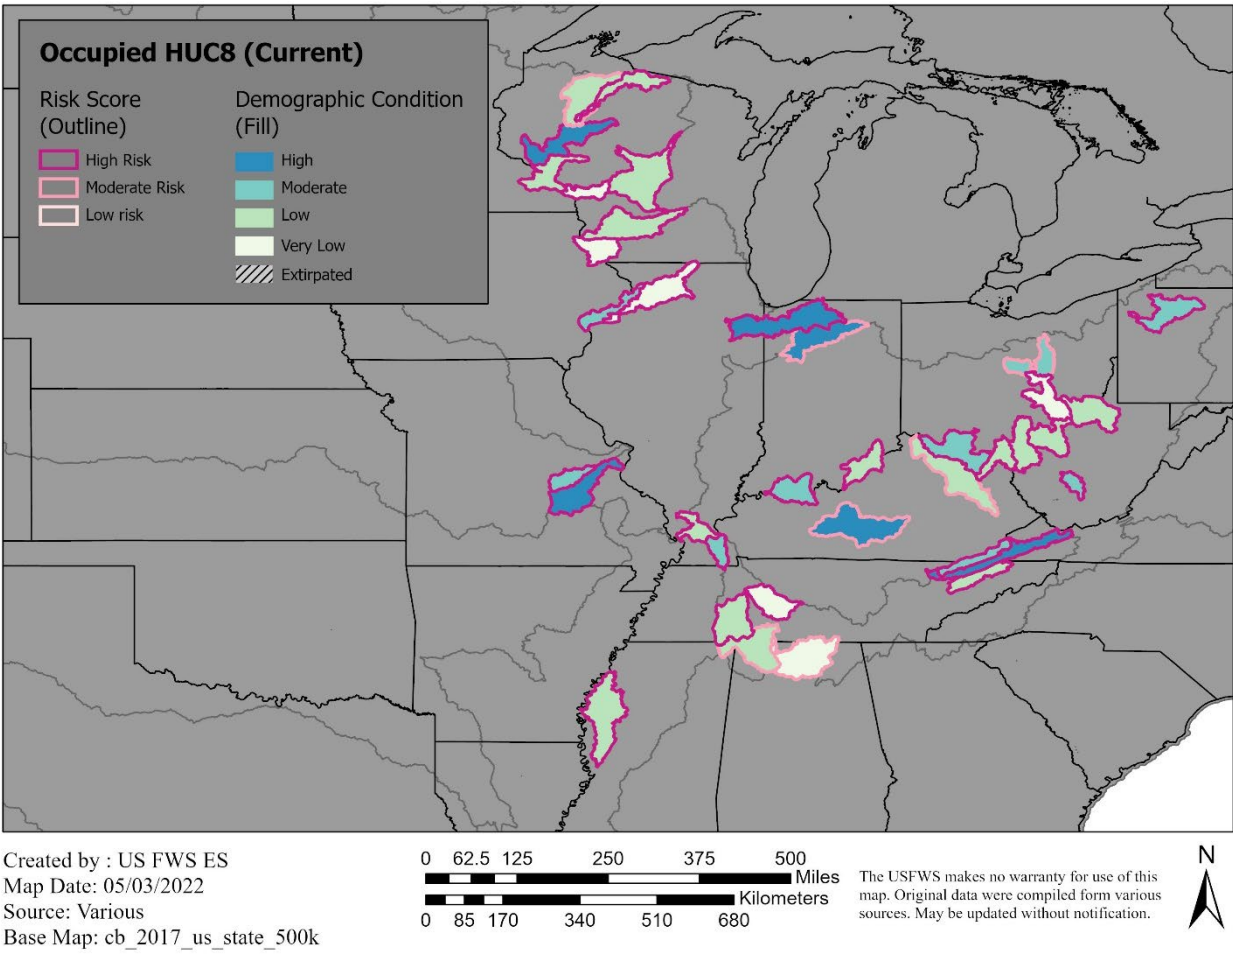 Occupied HUC8 (Current)
Risk Score
(Outline)
High Risk
Moderate Risk
Low risk
Demographic Condition
(Fill)
High
Moderate
Low
Very Low
Extirpated
Created by : US FWS ES
Map Date: 05/03/2022
Source: Various
Base Map: cb_2017_us_state_500k
0 62.5 125 250 375 500
Miles
Kilometers
0 85 170 340 510 680
The USFWS makes no warranty for use of this
map. Original data were compiled form various
sources. May be updated without notification.
N